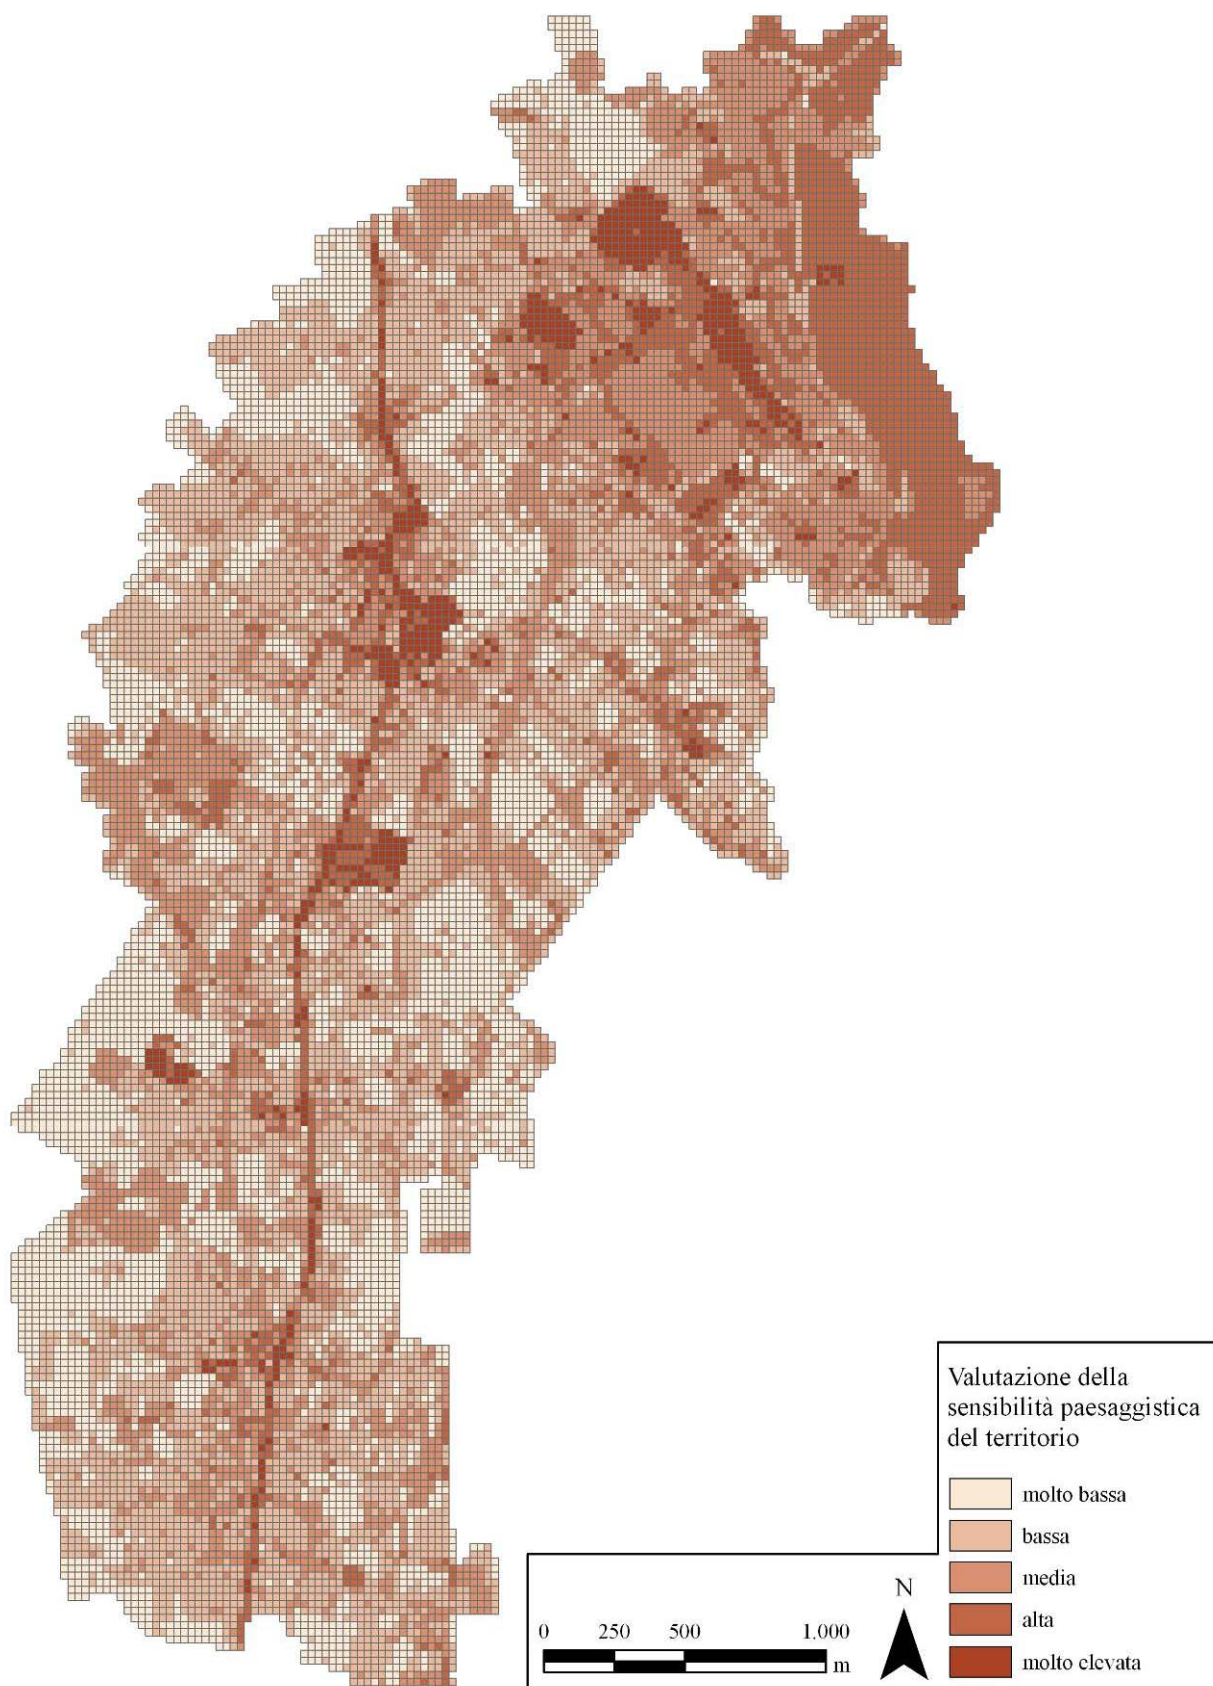 Valutazione della
sensibilità paesaggistica
del territorio
molto bassa
bassa
media
alta
molto elevata
N
0 250 500 1.000
m